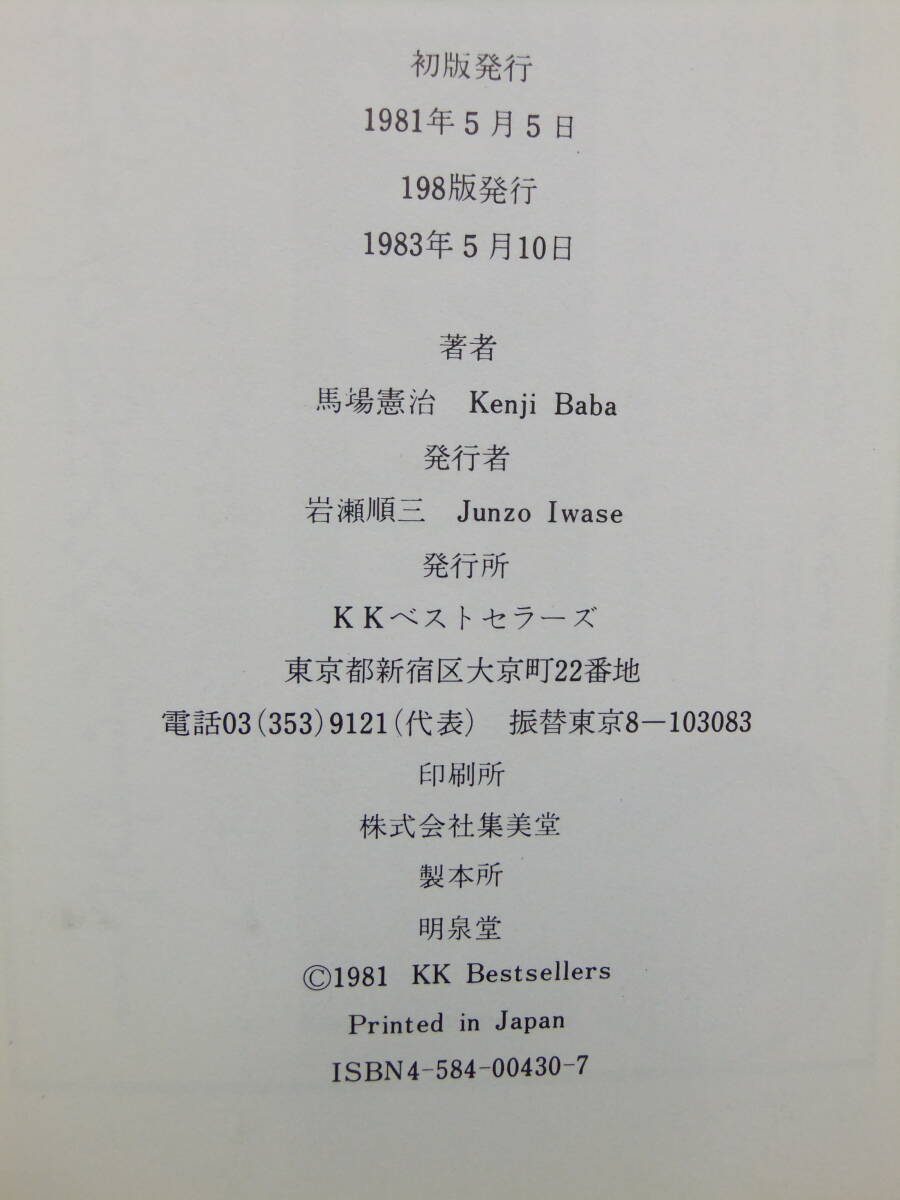 初版発行
1981年5月5日
198版発行
1983年5月10日
著者
馬場憲治　Kenji Baba
発行者
岩瀬順三　Junzo Iwase
発行所
KKベストセラーズ
東京都新宿区大京町22番地
電話03(353)9121(代表)　振替東京8―103083
印刷所
株式会社集美堂
製本所
明泉堂
©1981 KK Bestsellers
Printed in Japan
ISBN4-584-00430-7